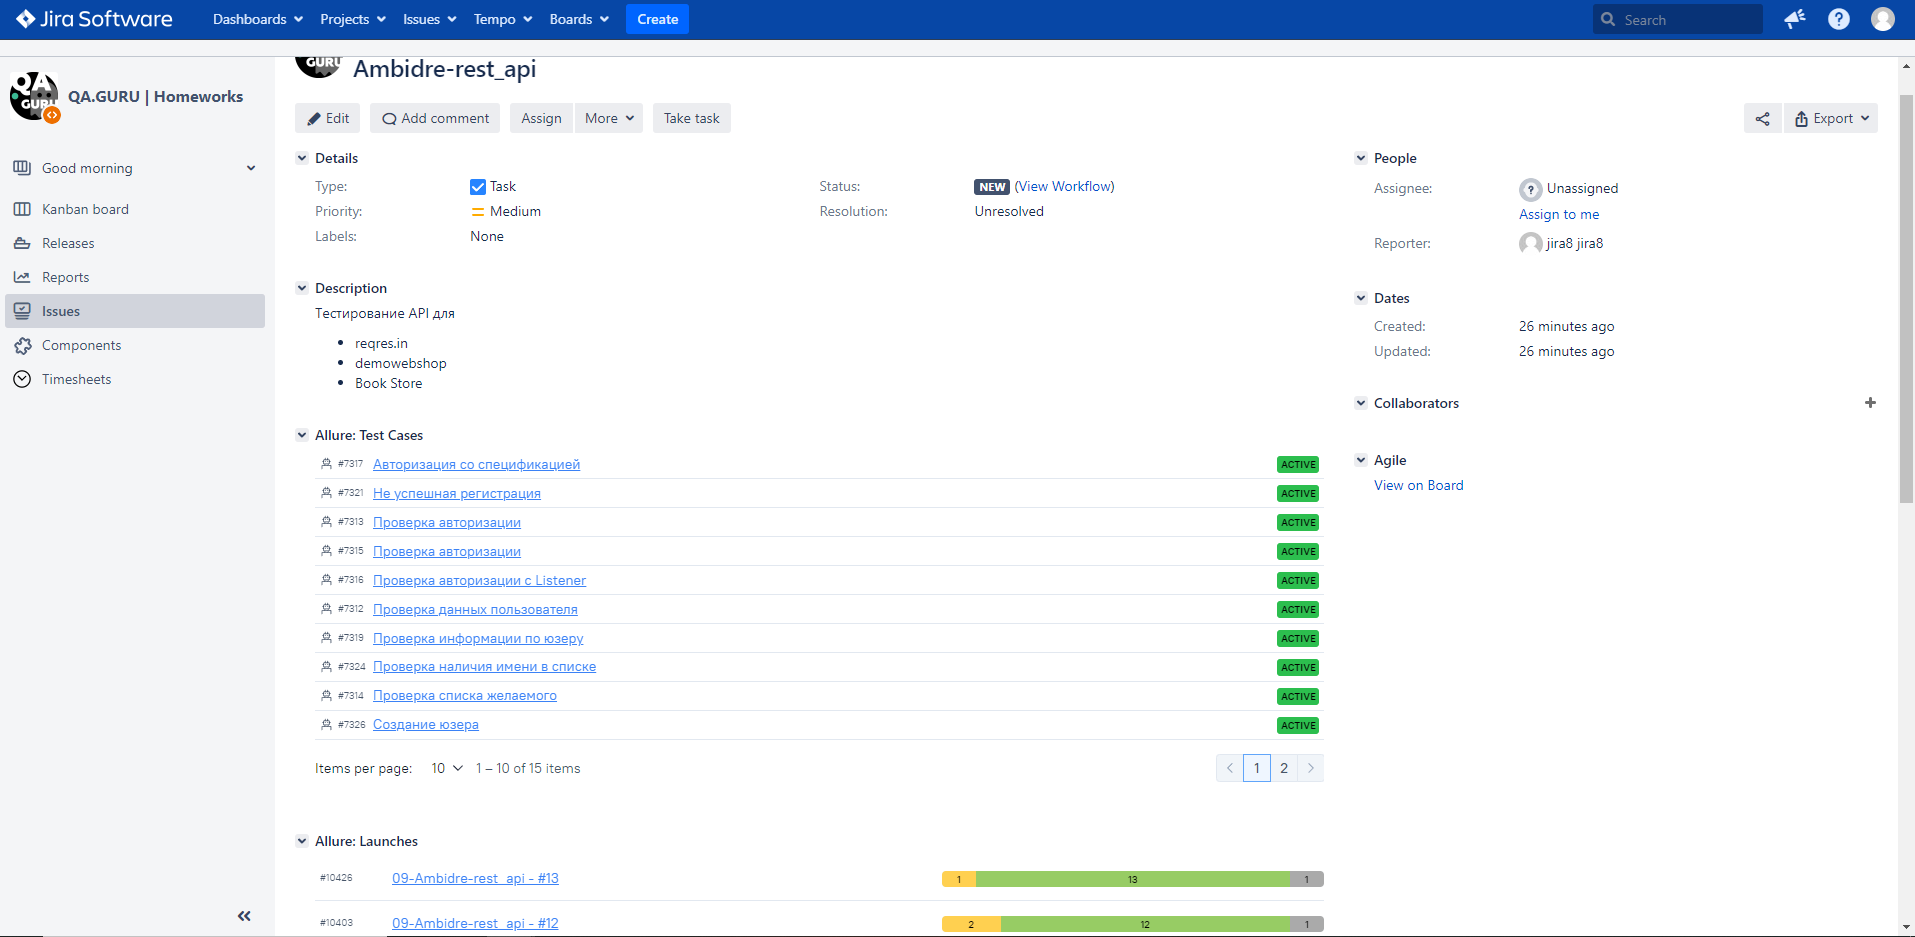 Jira Software Dashboards Projects Issues Tempo Boards Create Search
QA GURU
GURU
Ambidre-rest_api
QA.GURU | Homeworks
Edit Add comment Assign More Take task Export
Good morning
Kanban board
Releases
Reports
Issues
Components
Timesheets
Details
Type: Task Status: NEW (View Workflow)
Priority: Medium Resolution: Unresolved
Labels: None
Description
Тестирование API для
reqres.in
demowebshop
Book Store
Allure: Test Cases
#7317 Авторизация со спецификацией ACTIVE
#7321 Не успешная регистрация ACTIVE
#7313 Проверка авторизации ACTIVE
#7315 Проверка авторизации ACTIVE
#7316 Проверка авторизации с Listener ACTIVE
#7312 Проверка данных пользователя ACTIVE
#7319 Проверка информации по юзеру ACTIVE
#7324 Проверка наличия имени в списке ACTIVE
#7314 Проверка списка желаемого ACTIVE
#7326 Создание юзера ACTIVE
Items per page: 10 1 – 10 of 15 items 1 2
Allure: Launches
#10426 09-Ambidre-rest_api - #13 1 13 1
#10403 09-Ambidre-rest_api - #12 2 12 1
People
Assignee: Unassigned
Assign to me
Reporter: jira8 jira8
Dates
Created: 26 minutes ago
Updated: 26 minutes ago
Collaborators
Agile
View on Board